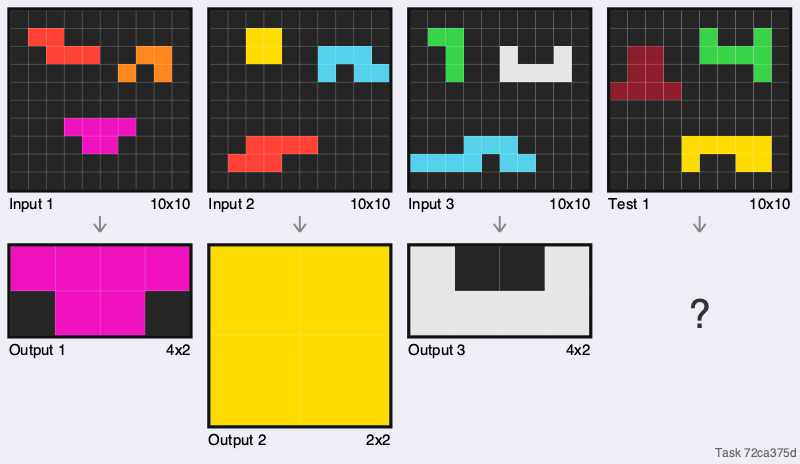 Input 1 10x10
Input 2 10x10
Input 3 10x10
Test 1 10x10
Output 1 4x2
Output 2 2x2
Output 3 4x2
?
Task 72ca375d